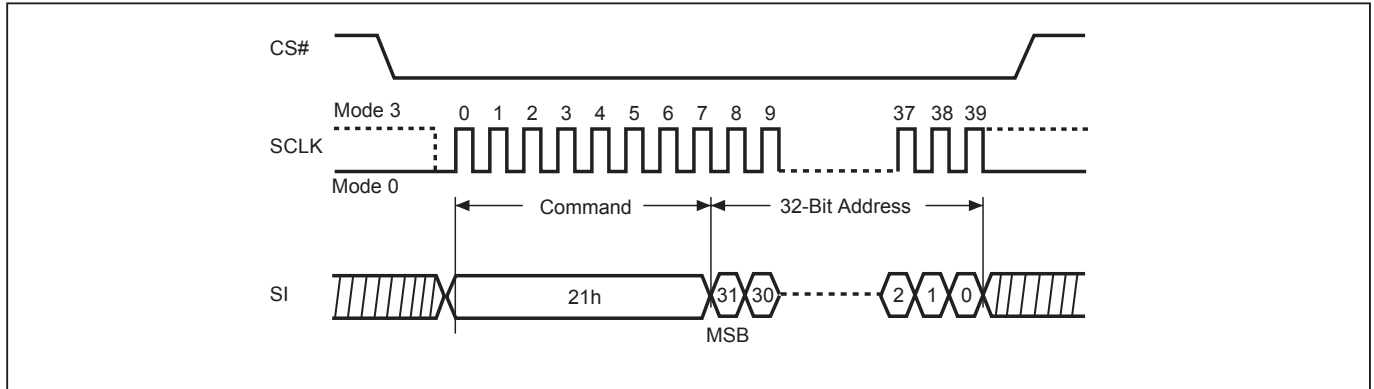 CS#
Mode 3 0 1 2 3 4 5 6 7 8 9 37 38 39
SCLK
Mode 0
Command 32-Bit Address
SI 21h 31 30 2 1 0
MSB